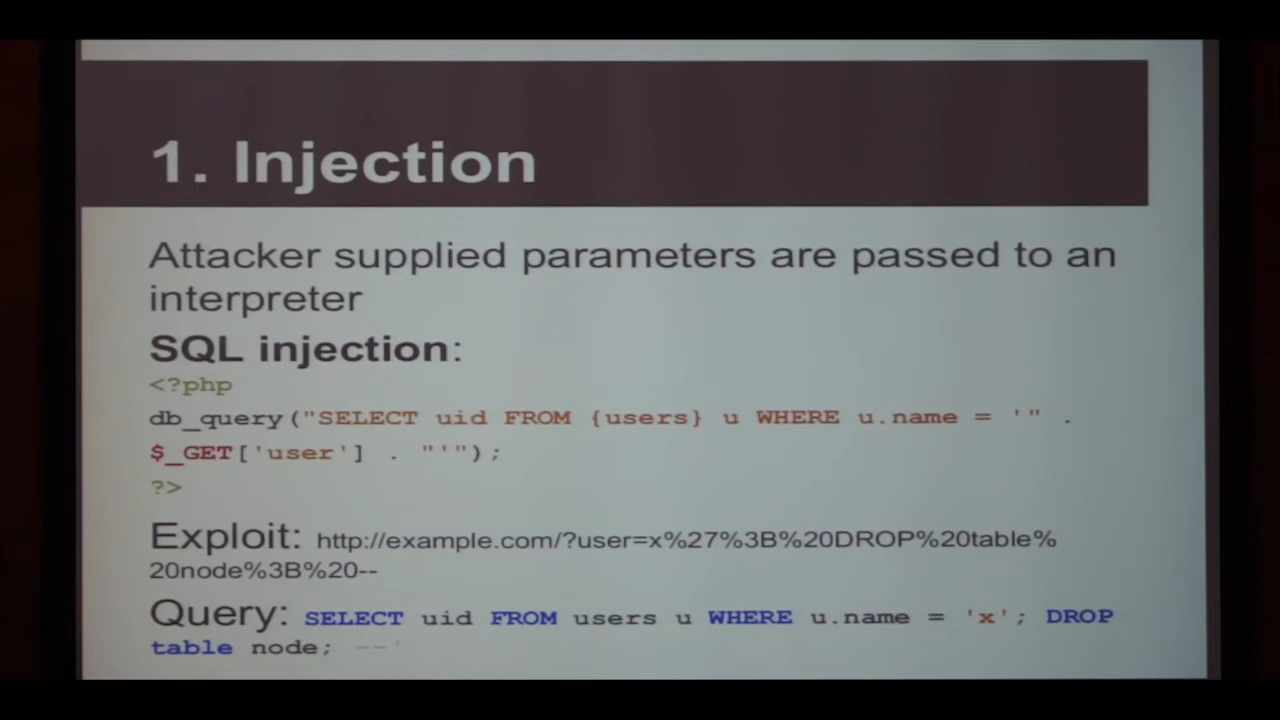 1. Injection
Attacker supplied parameters are passed to an
interpreter
SQL injection:
<?php
db_query("SELECT uid FROM {users} u WHERE u.name = '" .
$_GET['user'] . "'");
?>
Exploit: http://example.com/?user=x%27%3B%20DROP%20table%
20node%3B%20--
Query: SELECT uid FROM users u WHERE u.name = 'x'; DROP
table node; --'